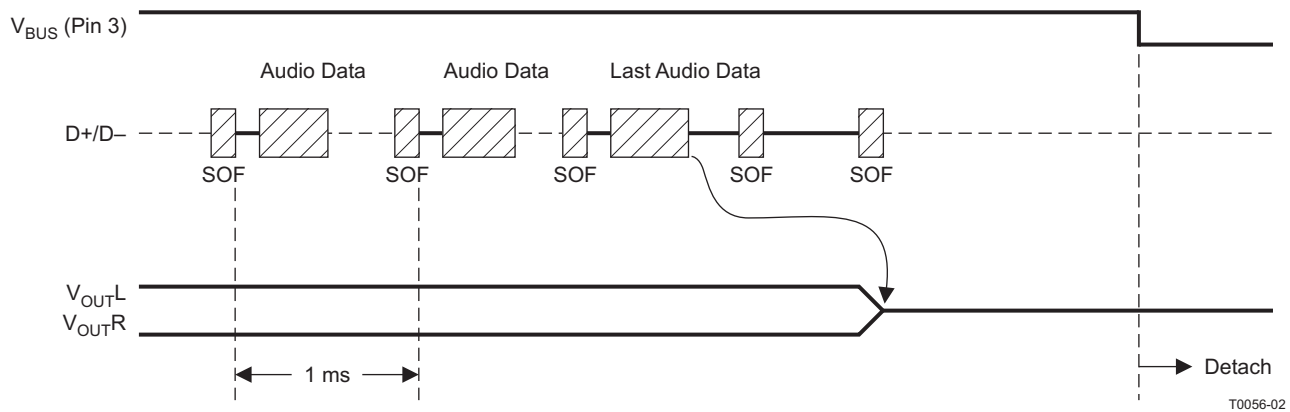 VBUS (Pin 3)
Audio Data
Audio Data
Last Audio Data
D+/D–
SOF
SOF
SOF
SOF
SOF
VOUTL
VOUTR
1 ms
Detach
T0056-02